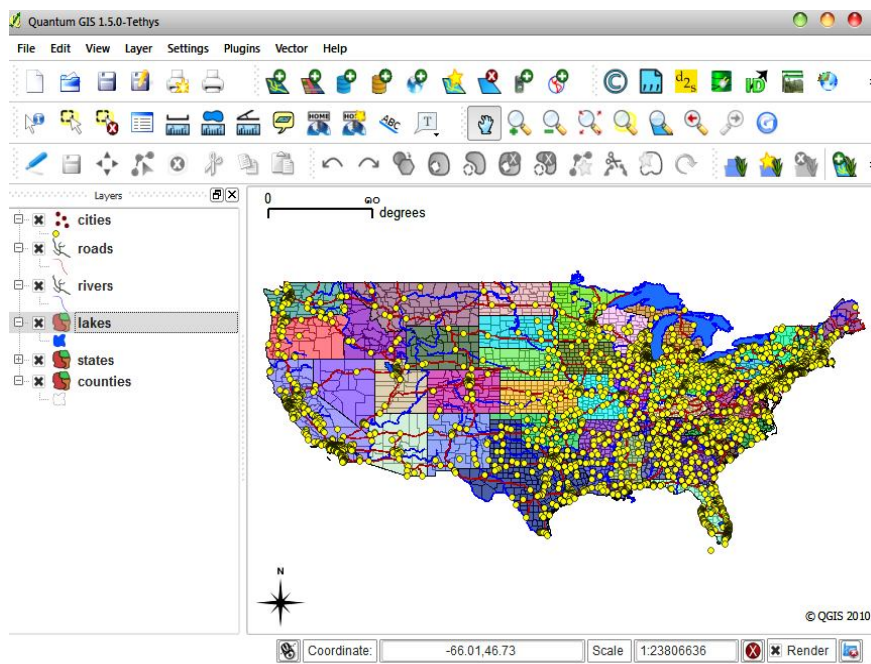 Quantum GIS 1.5.0-Tethys
File Edit View Layer Settings Plugins Vector Help
Layers
cities
roads
rivers
lakes
states
counties
0
degrees
N
© QGIS 2010
Coordinate: -66.01,46.73 Scale 1:23806636 Render